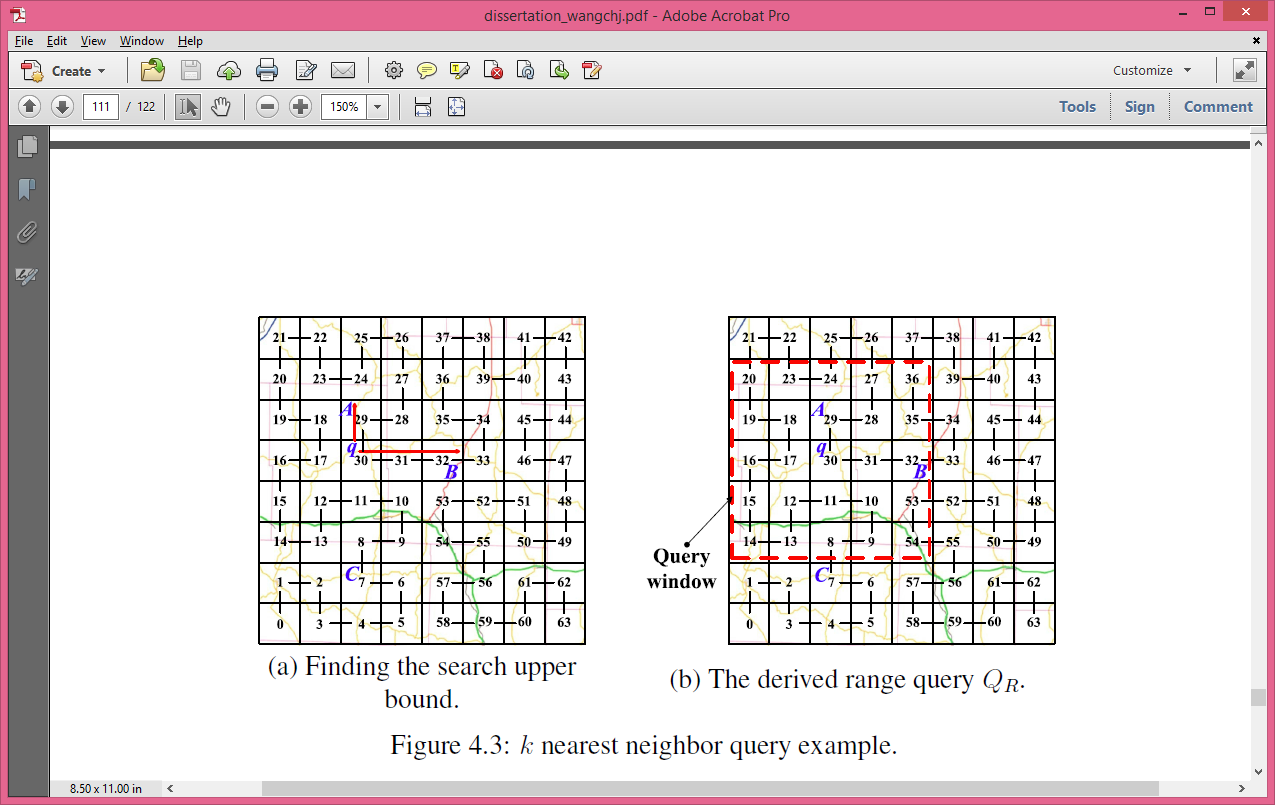 dissertation_wangchj.pdf - Adobe Acrobat Pro
File Edit View Window Help
Create Customize
111 / 122 150% Tools Sign Comment
21 22 25 26 37 38 41 42
20 23 24 27 36 39 40 43
A
19 18 29 28 35 34 45 44
q
16 17 30 31 32 33 46 47
B
15 12 11 10 53 52 51 48
14 13 8 9 54 55 50 49
C
1 2 7 6 57 56 61 62
0 3 4 5 58 59 60 63
(a) Finding the search upper
bound.
21 22 25 26 37 38 41 42
20 23 24 27 36 39 40 43
A
19 18 29 28 35 34 45 44
q
16 17 30 31 32 33 46 47
B
15 12 11 10 53 52 51 48
14 13 8 9 54 55 50 49
C
1 2 7 6 57 56 61 62
0 3 4 5 58 59 60 63
Query
window
(b) The derived range query QR.
Figure 4.3: k nearest neighbor query example.
8.50 x 11.00 in